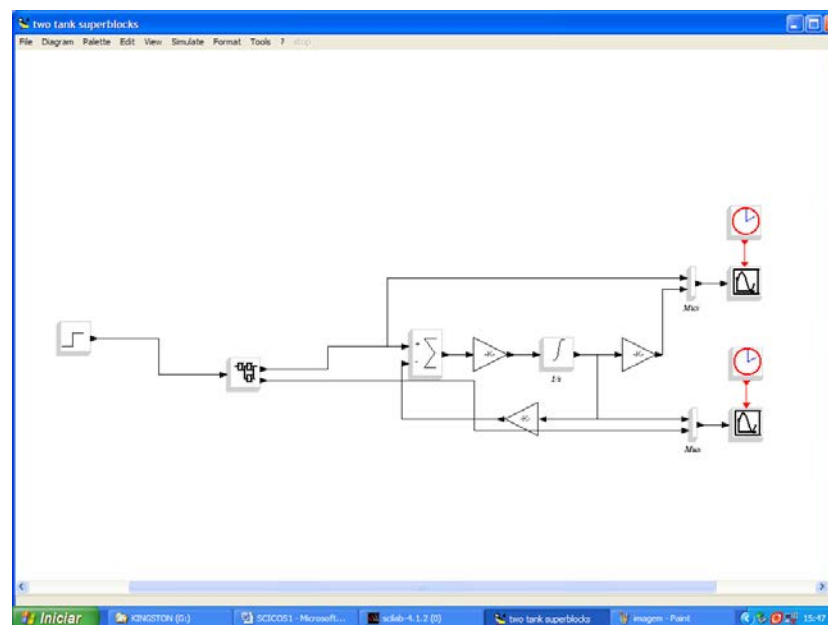 two tank superblocks
File Diagram Palette Edit View Simulate Format Tools ? stop
Mux
1/s
Mux
Iniciar KINGSTON (G:) SCICOS1 - Microsoft... scilab-4.1.2 (0) two tank superblocks imagem - Paint 15:47